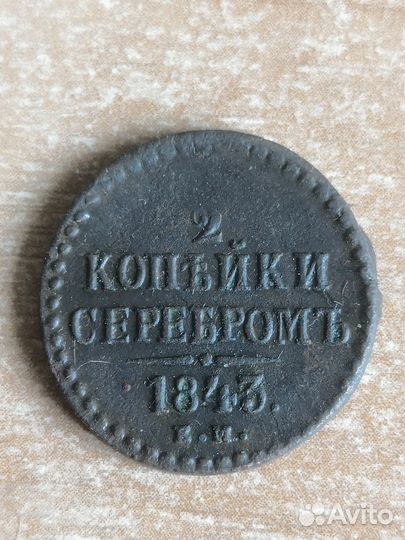 2
КОПѢЙКИ
СЕРЕБРОМЪ
1843.
Е.М.
Avito